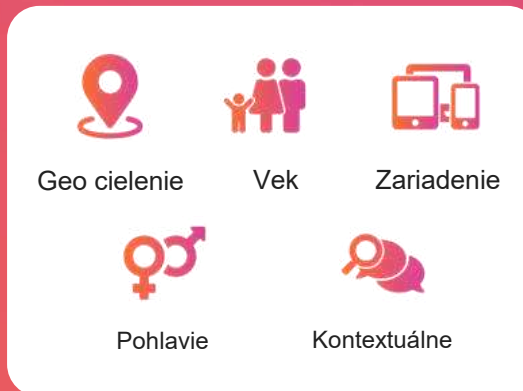 Geo cielenie
Vek
Zariadenie
Pohlavie
Kontextuálne